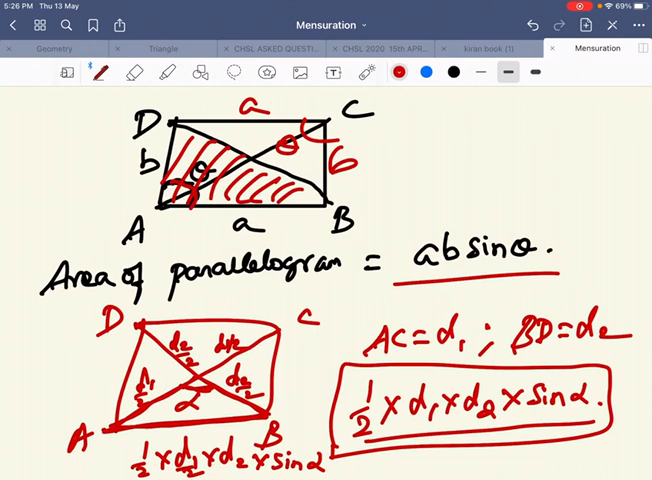 5:26 PM Thu 13 May
69%
Mensuration
Geometry
Triangle
CHSL ASKED QUESTI...
CHSL 2020 15th APR...
kiran book (1)
Mensuration
D a C
b θ θ b
A a B
Area of parallelogram = ab sinθ.
D C
d2/2 d1/2
d1/2 d2/2
α
A B
AC = d1 ; BD = d2
1/2 × d1 × d2 × sinα.
1/2 × d1/2 × d2 × sinα